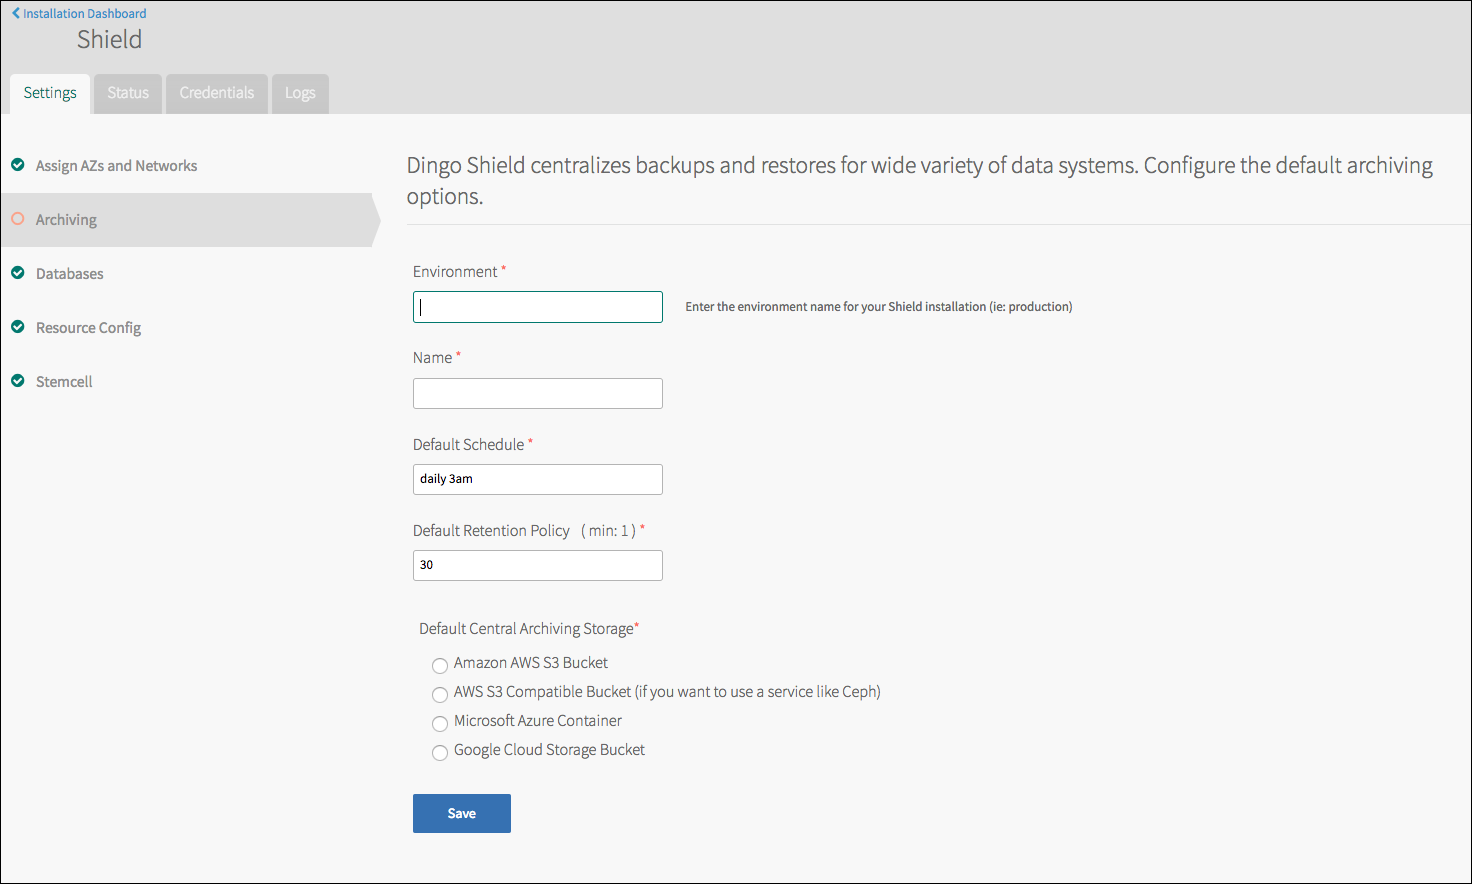 Installation Dashboard
Shield
Settings
Status
Credentials
Logs
Assign AZs and Networks
Archiving
Databases
Resource Config
Stemcell
Dingo Shield centralizes backups and restores for wide variety of data systems. Configure the default archiving
options.
Environment *
Enter the environment name for your Shield installation (ie: production)
Name *
Default Schedule *
daily 3am
Default Retention Policy ( min: 1 ) *
30
Default Central Archiving Storage*
Amazon AWS S3 Bucket
AWS S3 Compatible Bucket (if you want to use a service like Ceph)
Microsoft Azure Container
Google Cloud Storage Bucket
Save